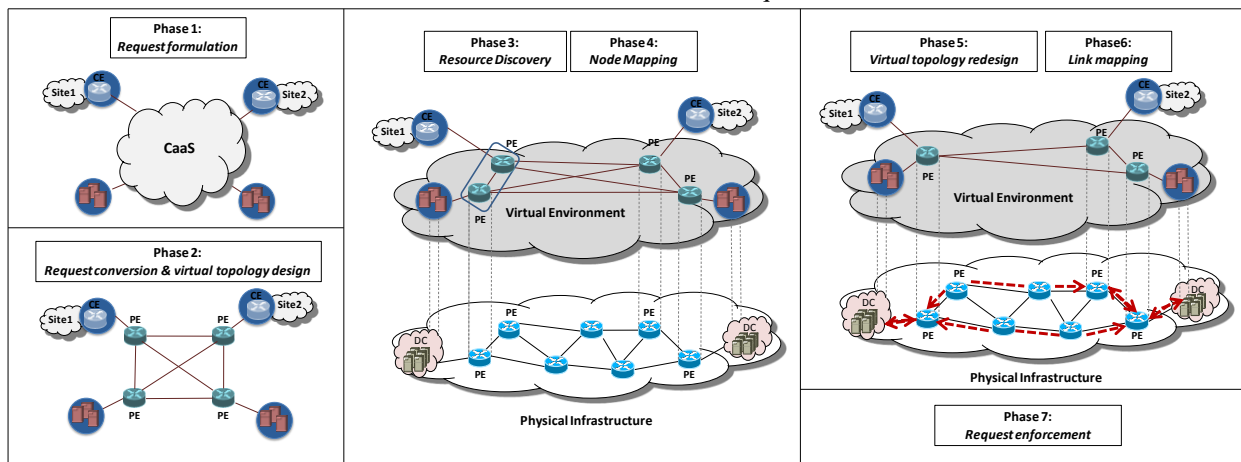 Phase 1:
Request formulation
CE
Site1
CE
Site2
CaaS
Phase 2:
Request conversion & virtual topology design
CE
Site1
PE
PE
CE
Site2
PE
PE
Phase 3:
Resource Discovery
Phase 4:
Node Mapping
CE
Site1
CE
Site2
PE
PE
PE
PE
Virtual Environment
PE
PE
DC
DC
PE
PE
Physical Infrastructure
Phase 5:
Virtual topology redesign
Phase6:
Link mapping
CE
Site1
CE
Site2
PE
PE
PE
Virtual Environment
PE
PE
DC
DC
PE
PE
Physical Infrastructure
Phase 7:
Request enforcement